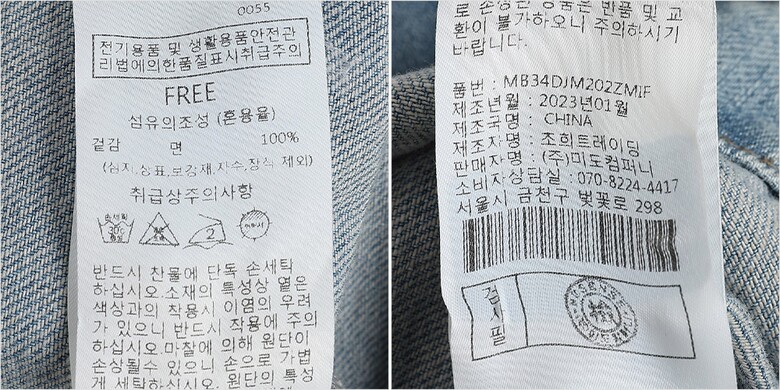 0055
전기용품 및 생활용품안전관
리법에의한품질표시취급주의
FREE
섬유의조성 (혼용율)
겉감 면 100%
(심지,상표,보강재,자수,장식 제외)
취급상주의사항
손세탁
30℃
중성
2
반드시 찬물에 단독 손세탁
하십시오.소재의 특성상 옅은
색상과의 착용시 이염의 우려
가 있으니 반드시 착용에 주의
하십시오.마찰에 의해 원단이
손상될수 있으니 손으로 가볍
게 세탁하십시오. 원단의 특성
로 손상된 상품은 반품 및 교
환이 불가하오니 주의하시기
바랍니다.
품번 : MB34DJM202ZMIF
제조년월 : 2023년01월
제조국명 : CHINA
제조자명 : 조희트레이딩
판매자명 : (주)미도컴퍼니
소비자상담실 : 070-8224-4417
서울시 금천구 벚꽃로 298
검사필